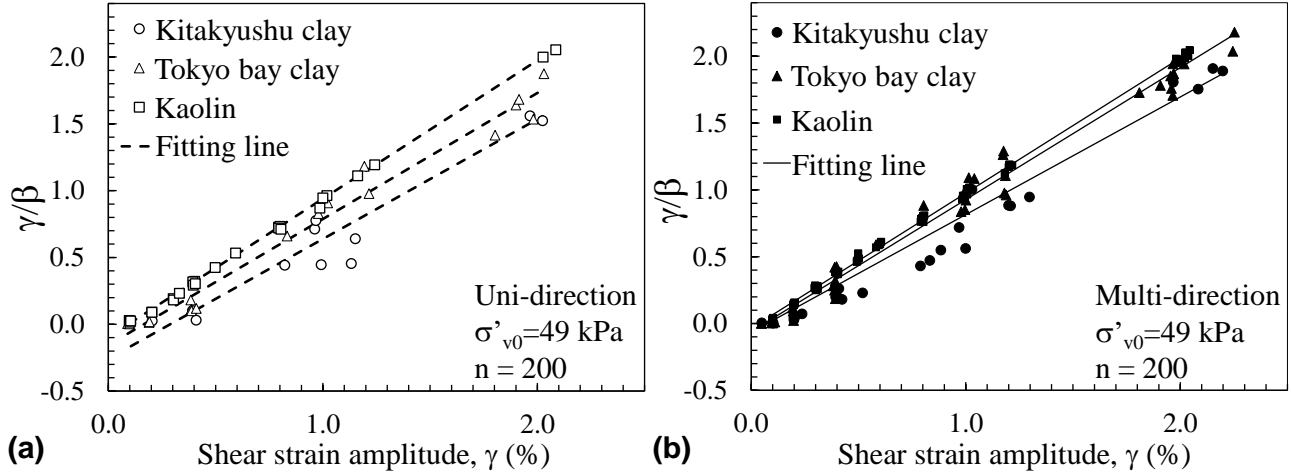 Kitakyushu clay
Tokyo bay clay
Kaolin
Fitting line
2.0
1.5
1.0
0.5
0.0
-0.5
γ/β
Uni-direction
σ'v0=49 kPa
n = 200
0.0 1.0 2.0
Shear strain amplitude, γ (%)
(a)
Kitakyushu clay
Tokyo bay clay
Kaolin
Fitting line
2.0
1.5
1.0
0.5
0.0
-0.5
γ/β
Multi-direction
σ'v0=49 kPa
n = 200
0.0 1.0 2.0
Shear strain amplitude, γ (%)
(b)